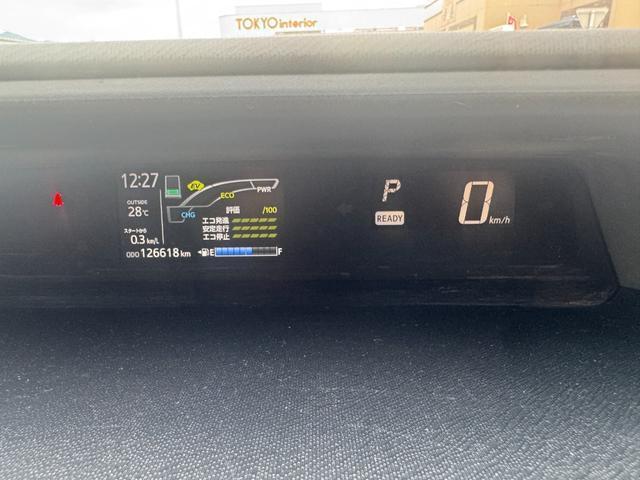 TOKYO interior
12:27
EV
ECO
PWR
OUTSIDE
28℃
CHG
評価 /100
エコ発進
スタートから
安定走行
0.3 km/L
エコ停止
ODO 126618 km
E F
P
READY
0 km/h